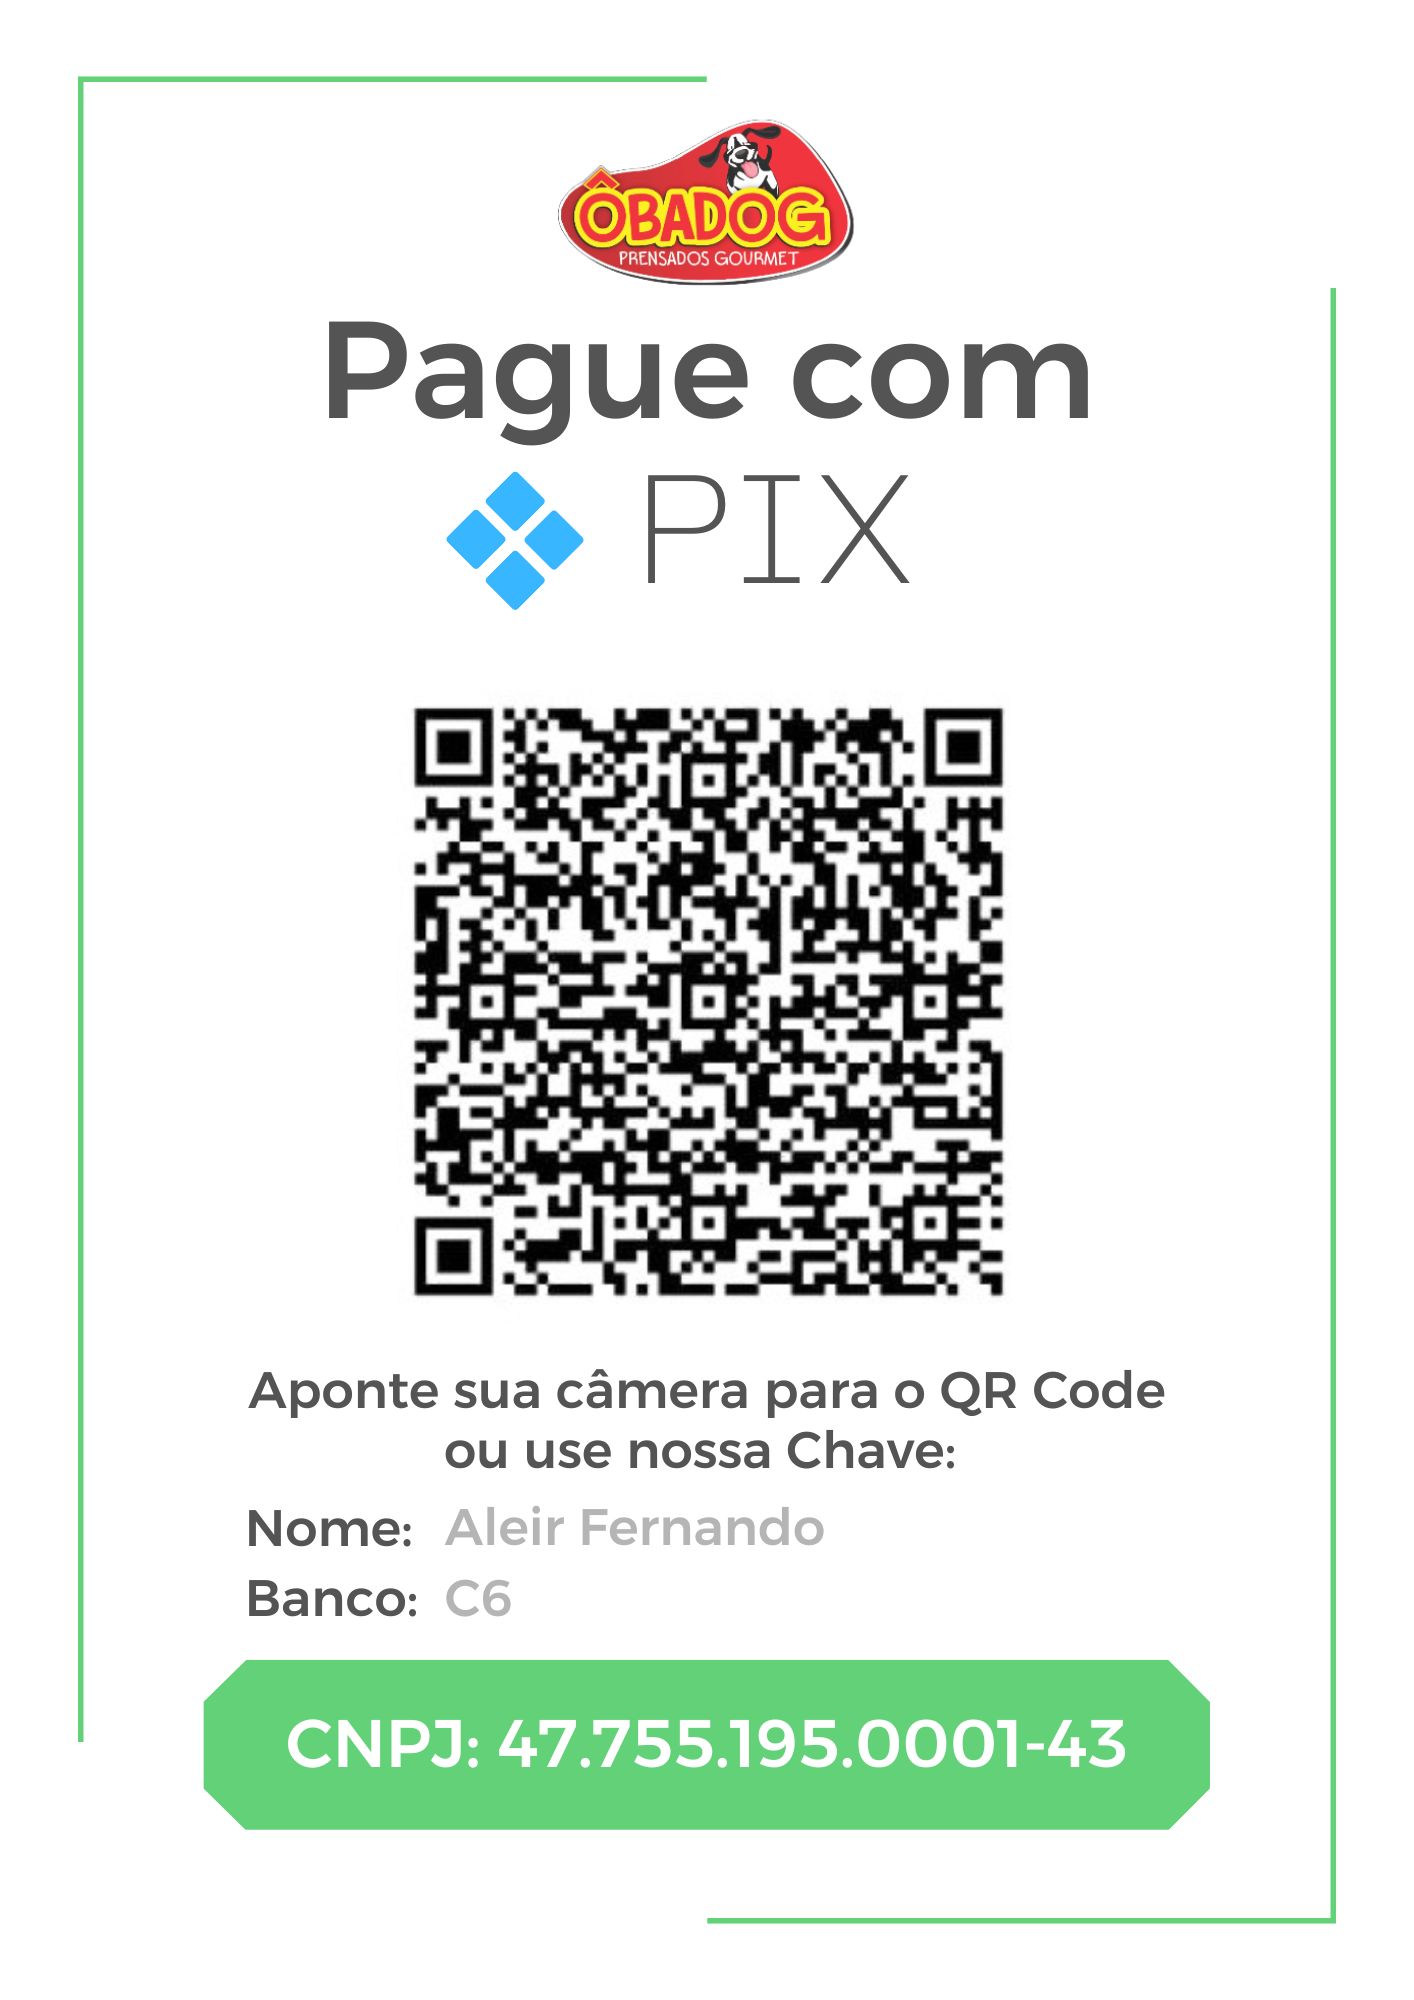 ÔBADOG
PRENSADOS GOURMET
Pague com
PIX
Aponte sua câmera para o QR Code
ou use nossa Chave:
Nome: Aleir Fernando
Banco: C6
CNPJ: 47.755.195.0001-43